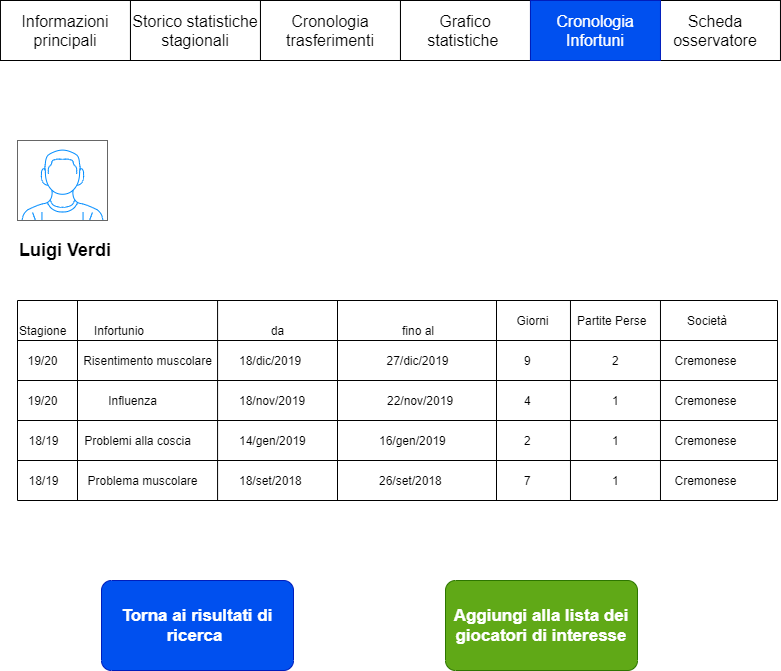 Informazioni
principali
Storico statistiche
stagionali
Cronologia
trasferimenti
Grafico
statistiche
Cronologia
Infortuni
Scheda
osservatore
Luigi Verdi
Stagione Infortunio da fino al Giorni Partite Perse Società
19/20 Risentimento muscolare 18/dic/2019 27/dic/2019 9 2 Cremonese
19/20 Influenza 18/nov/2019 22/nov/2019 4 1 Cremonese
18/19 Problemi alla coscia 14/gen/2019 16/gen/2019 2 1 Cremonese
18/19 Problema muscolare 18/set/2018 26/set/2018 7 1 Cremonese
Torna ai risultati di
ricerca
Aggiungi alla lista dei
giocatori di interesse